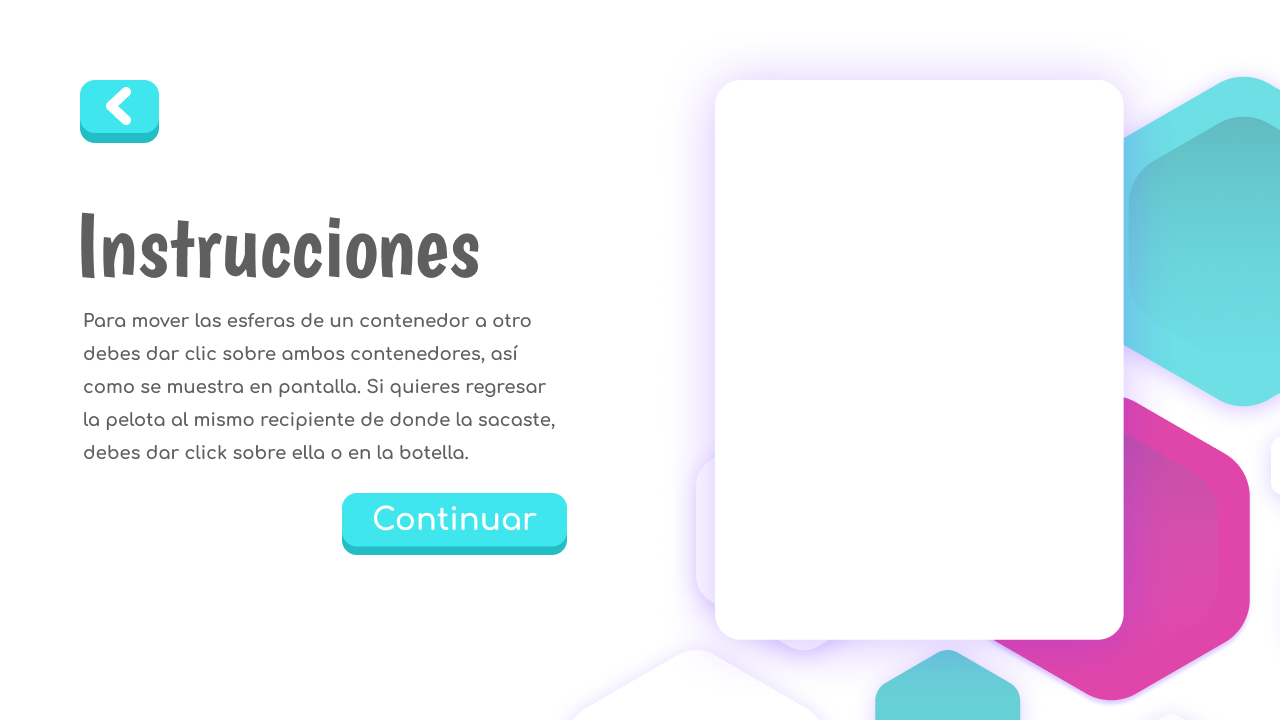 Instrucciones
Para mover las esferas de un contenedor a otro
debes dar clic sobre ambos contenedores, así
como se muestra en pantalla. Si quieres regresar
la pelota al mismo recipiente de donde la sacaste,
debes dar click sobre ella o en la botella.
Continuar